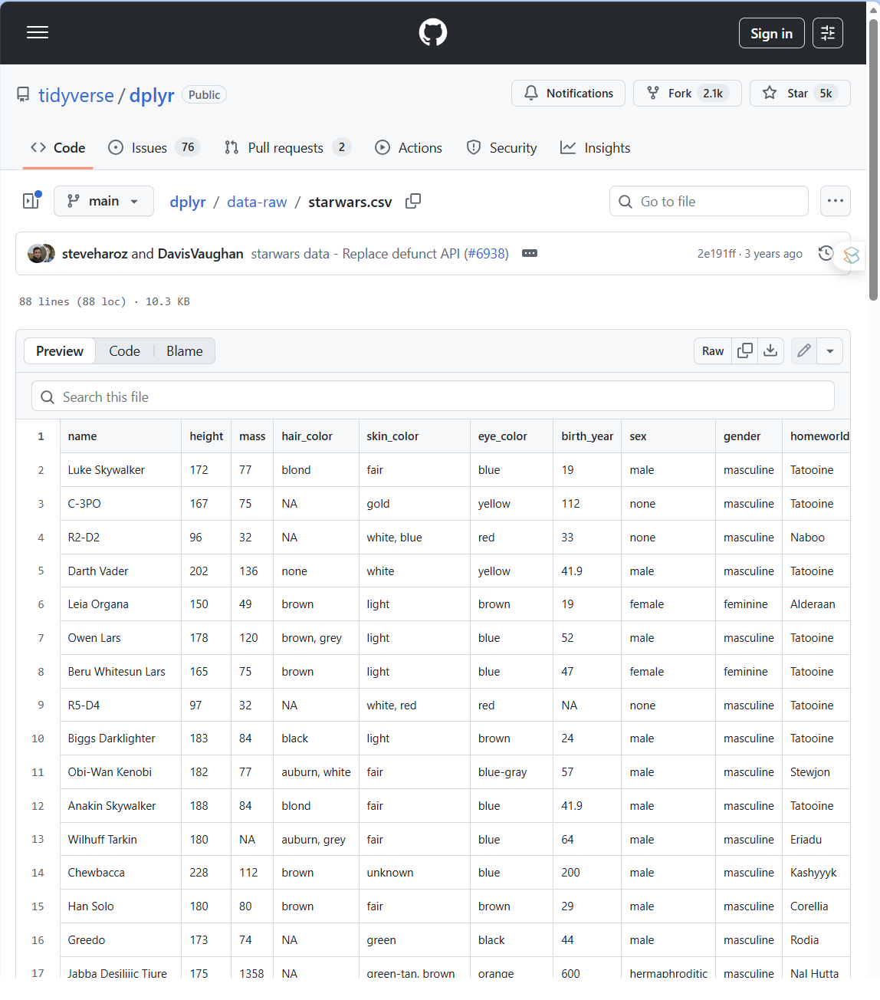 Sign in
tidyverse / dplyr Public
Notifications Fork 2.1k Star 5k
Code Issues 76 Pull requests 2 Actions Security Insights
main dplyr / data-raw / starwars.csv Go to file
steveharoz and DavisVaughan starwars data - Replace defunct API (#6938) 2e191ff · 3 years ago
88 lines (88 loc) · 10.3 KB
Preview Code Blame Raw
Search this file
1 name height mass hair_color skin_color eye_color birth_year sex gender homeworld
2 Luke Skywalker 172 77 blond fair blue 19 male masculine Tatooine
3 C-3PO 167 75 NA gold yellow 112 none masculine Tatooine
4 R2-D2 96 32 NA white, blue red 33 none masculine Naboo
5 Darth Vader 202 136 none white yellow 41.9 male masculine Tatooine
6 Leia Organa 150 49 brown light brown 19 female feminine Alderaan
7 Owen Lars 178 120 brown, grey light blue 52 male masculine Tatooine
8 Beru Whitesun Lars 165 75 brown light blue 47 female feminine Tatooine
9 R5-D4 97 32 NA white, red red NA none masculine Tatooine
10 Biggs Darklighter 183 84 black light brown 24 male masculine Tatooine
11 Obi-Wan Kenobi 182 77 auburn, white fair blue-gray 57 male masculine Stewjon
12 Anakin Skywalker 188 84 blond fair blue 41.9 male masculine Tatooine
13 Wilhuff Tarkin 180 NA auburn, grey fair blue 64 male masculine Eriadu
14 Chewbacca 228 112 brown unknown blue 200 male masculine Kashyyyk
15 Han Solo 180 80 brown fair brown 29 male masculine Corellia
16 Greedo 173 74 NA green black 44 male masculine Rodia
17 Jabba Desilijic Tiure 175 1358 NA green-tan, brown orange 600 hermaphroditic masculine Nal Hutta